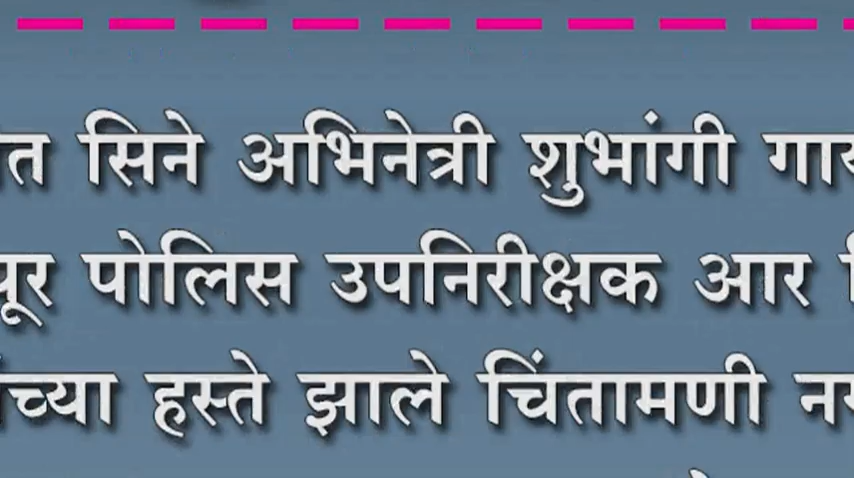 सिने अभिनेत्री शुभांगी
पोलिस उपनिरीक्षक आर
हस्ते झाले चिंतामणी